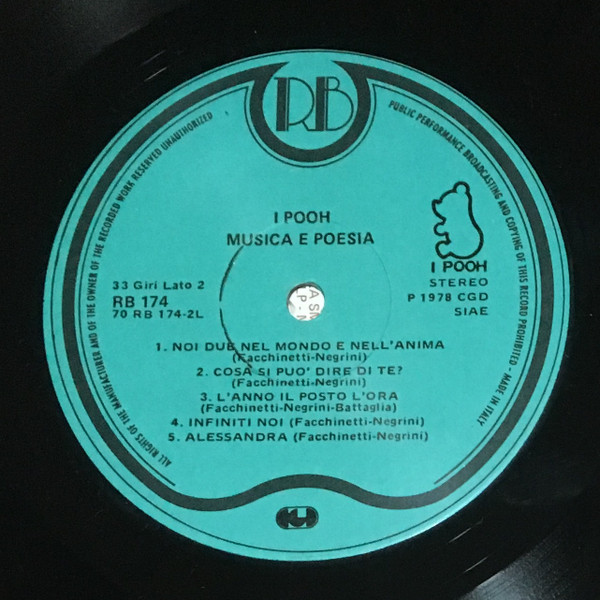 RB
ALL RIGHTS OF THE MANUFACTURER AND OF THE OWNER OF THE RECORDED WORK RESERVED UNAUTHORIZED
PUBLIC PERFORMANCE BROADCASTING AND COPYING OF THIS RECORD PROHIBITED - MADE IN ITALY
I POOH
MUSICA E POESIA
I POOH
33 Giri Lato 2
RB 174
70 RB 174-2L
STEREO
P 1978 CGD
SIAE
1. NOI DUE NEL MONDO E NELL'ANIMA
(Facchinetti-Negrini)
2. COSA SI PUO' DIRE DI TE?
(Facchinetti-Negrini)
3. L'ANNO IL POSTO L'ORA
(Facchinetti-Negrini-Battaglia)
4. INFINITI NOI (Facchinetti-Negrini)
5. ALESSANDRA (Facchinetti-Negrini)